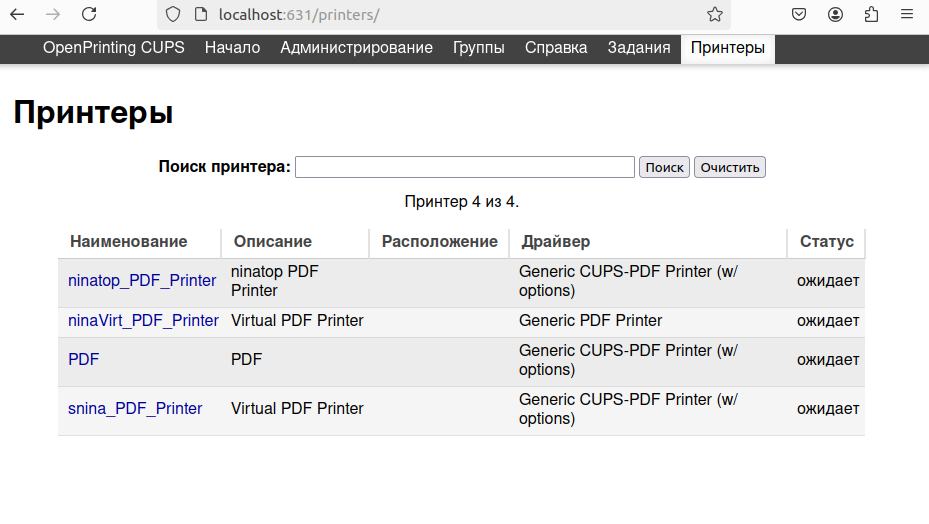 localhost:631/printers/
OpenPrinting CUPS Начало Администрирование Группы Справка Задания Принтеры
Принтеры
Поиск принтера: Поиск Очистить
Принтер 4 из 4.
Наименование Описание Расположение Драйвер Статус
ninatop_PDF_Printer ninatop PDF Printer Generic CUPS-PDF Printer (w/ options) ожидает
ninaVirt_PDF_Printer Virtual PDF Printer Generic PDF Printer ожидает
PDF PDF Generic CUPS-PDF Printer (w/ options) ожидает
snina_PDF_Printer Virtual PDF Printer Generic CUPS-PDF Printer (w/ options) ожидает